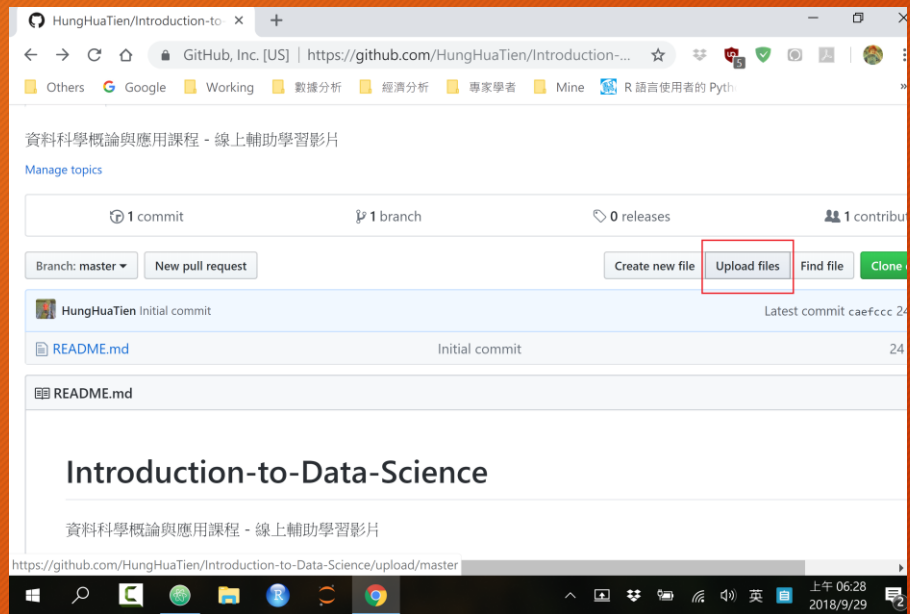 HungHuaTien/Introduction-to-
GitHub, Inc. [US] | https://github.com/HungHuaTien/Introduction-...
5
Others Google Working 數據分析 經濟分析 專家學者 Mine R 語言使用者的 Pyth
資料科學概論與應用課程 - 線上輔助學習影片
Manage topics
1 commit 1 branch 0 releases 1 contribut
Branch: master New pull request Create new file Upload files Find file Clone
HungHuaTien Initial commit Latest commit caefccc 24
README.md Initial commit 24
README.md
Introduction-to-Data-Science
資料科學概論與應用課程 - 線上輔助學習影片
https://github.com/HungHuaTien/Introduction-to-Data-Science/upload/master
英 上午 06:28
2018/9/29
2